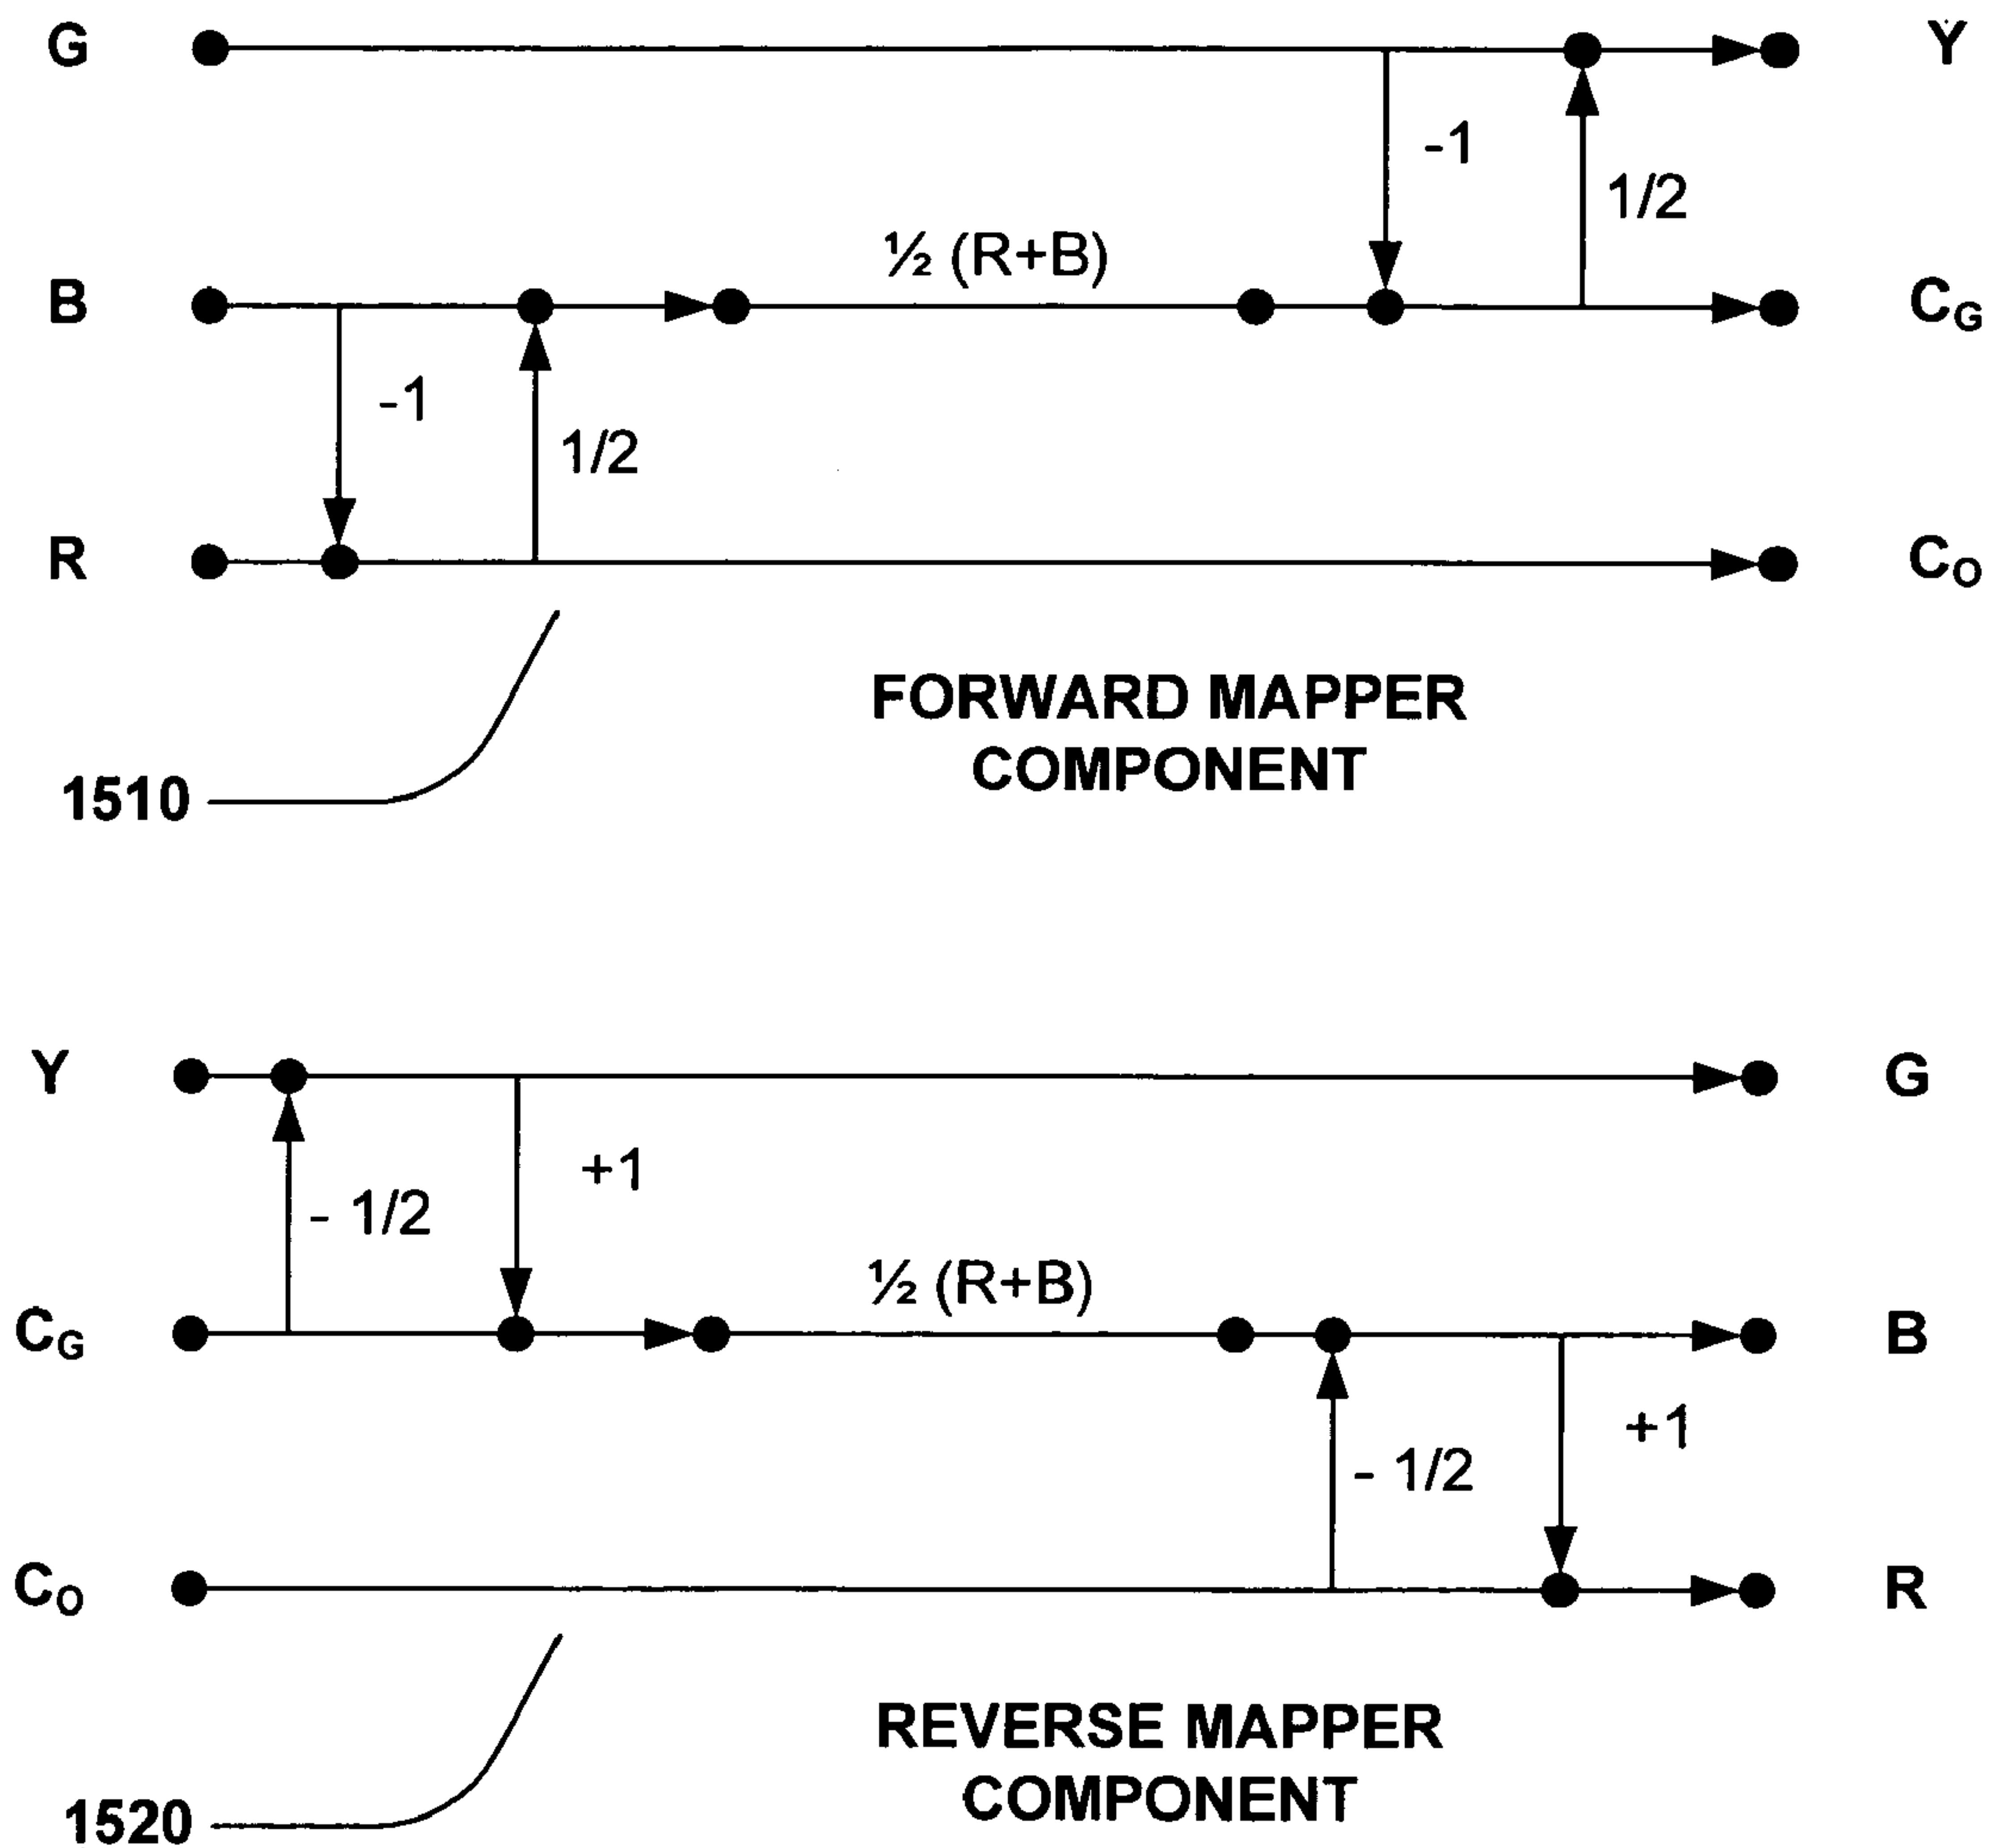 G Y
-1
1/2
½ (R+B)
B C_G
-1
1/2
R C_O
FORWARD MAPPER
COMPONENT
1510
Y G
+1
- 1/2
½ (R+B)
C_G B
+1
- 1/2
C_O R
REVERSE MAPPER
COMPONENT
1520